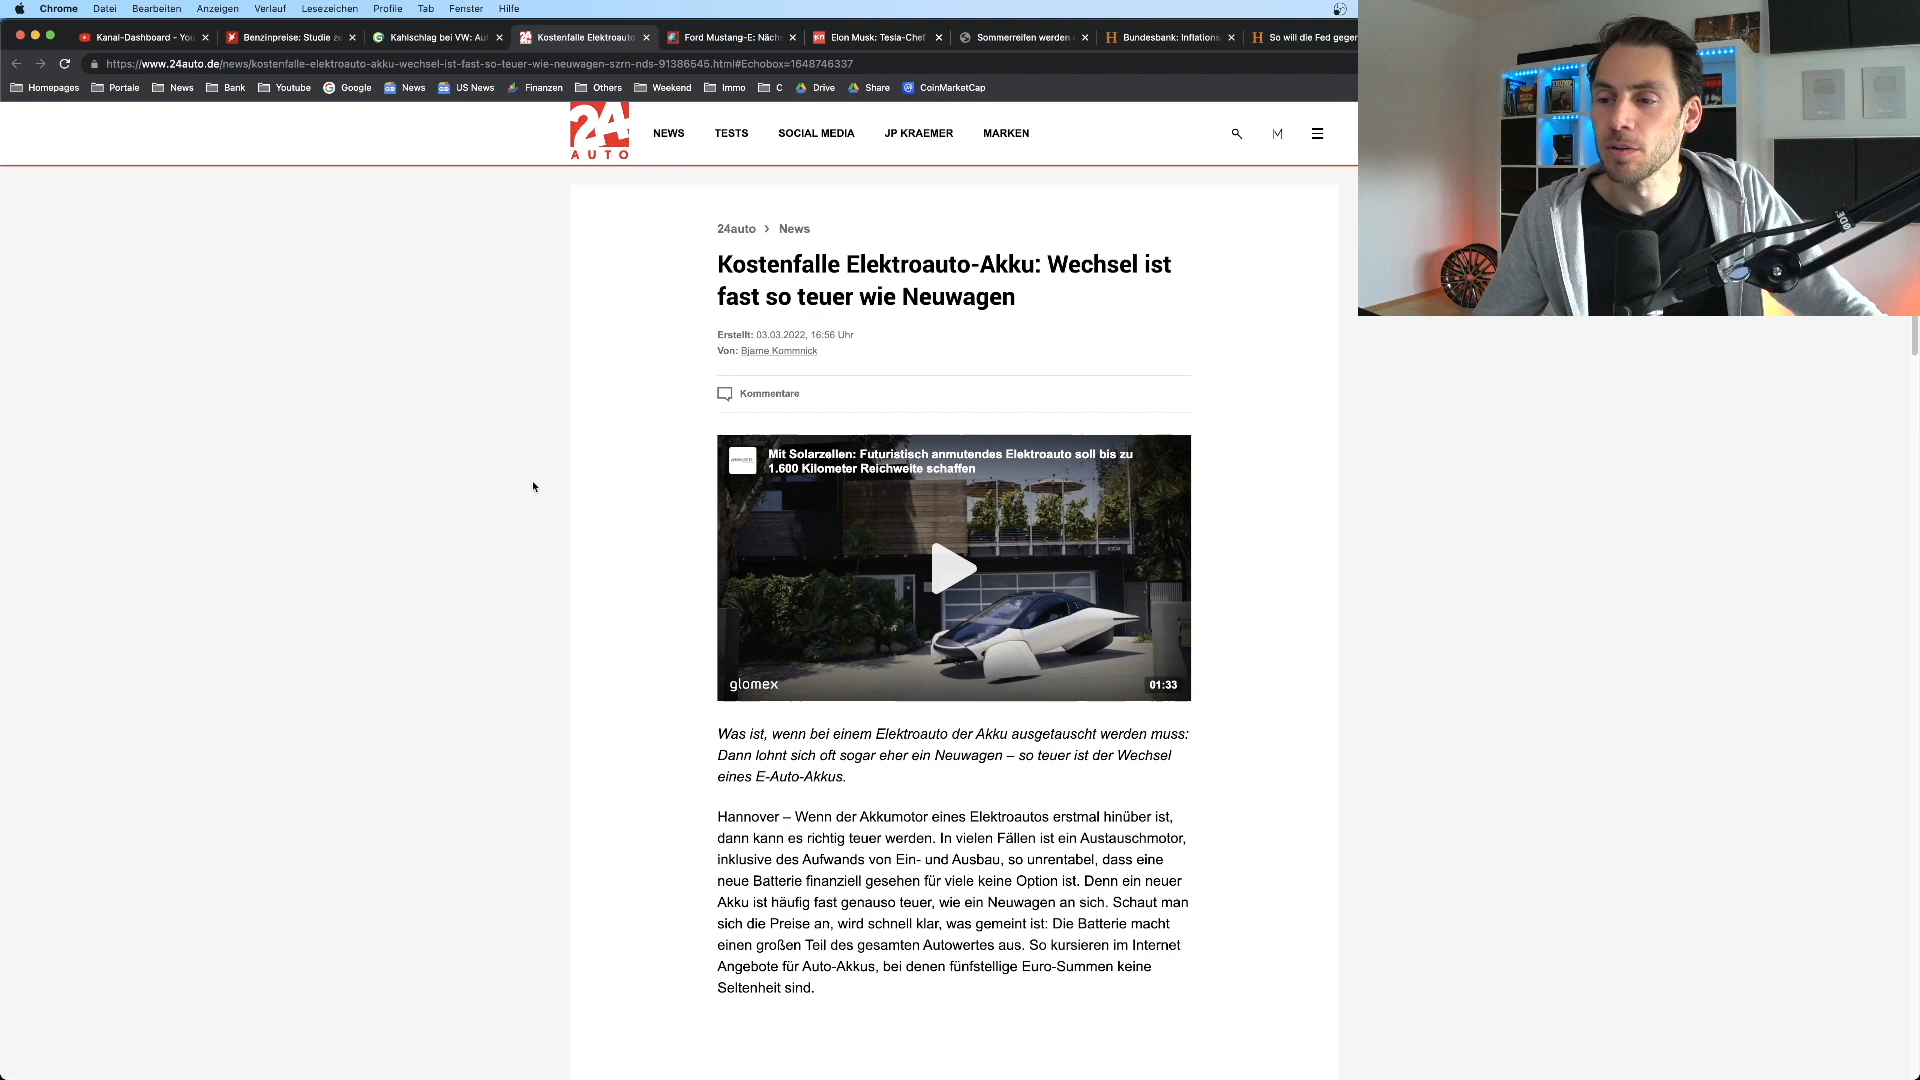 Chrome Datei Bearbeiten Anzeigen Verlauf Lesezeichen Profile Tab Fenster Hilfe
Kanal-Dashboard – You Benzinpreise: Studie ze Kahlschlag bei VW: Aut Kostenfalle Elektroauto Ford Mustang-E: Näch Elon Musk: Tesla-Chef Sommerreifen werden Bundesbank: Inflations So will die Fed geger
https://www.24auto.de/news/kostenfalle-elektroauto-akku-wechsel-ist-fast-so-teuer-wie-neuwagen-szrn-nds-91386545.html#Echobox=1648746337
Homepages Portale News Bank Youtube Google News US News Finanzen Others Weekend Immo C Drive Share CoinMarketCap
24
AUTO
NEWS TESTS SOCIAL MEDIA JP KRAEMER MARKEN
M
24auto > News
Kostenfalle Elektroauto-Akku: Wechsel ist
fast so teuer wie Neuwagen
Erstellt: 03.03.2022, 16:56 Uhr
Von: Bjarne Kommnick
Kommentare
Mit Solarzellen: Futuristisch anmutendes Elektroauto soll bis zu
1.600 Kilometer Reichweite schaffen
glomex
01:33
Was ist, wenn bei einem Elektroauto der Akku ausgetauscht werden muss:
Dann lohnt sich oft sogar eher ein Neuwagen – so teuer ist der Wechsel
eines E-Auto-Akkus.
Hannover – Wenn der Akkumotor eines Elektroautos erstmal hinüber ist,
dann kann es richtig teuer werden. In vielen Fällen ist ein Austauschmotor,
inklusive des Aufwands von Ein- und Ausbau, so unrentabel, dass eine
neue Batterie finanziell gesehen für viele keine Option ist. Denn ein neuer
Akku ist häufig fast genauso teuer, wie ein Neuwagen an sich. Schaut man
sich die Preise an, wird schnell klar, was gemeint ist: Die Batterie macht
einen großen Teil des gesamten Autowertes aus. So kursieren im Internet
Angebote für Auto-Akkus, bei denen fünfstellige Euro-Summen keine
Seltenheit sind.